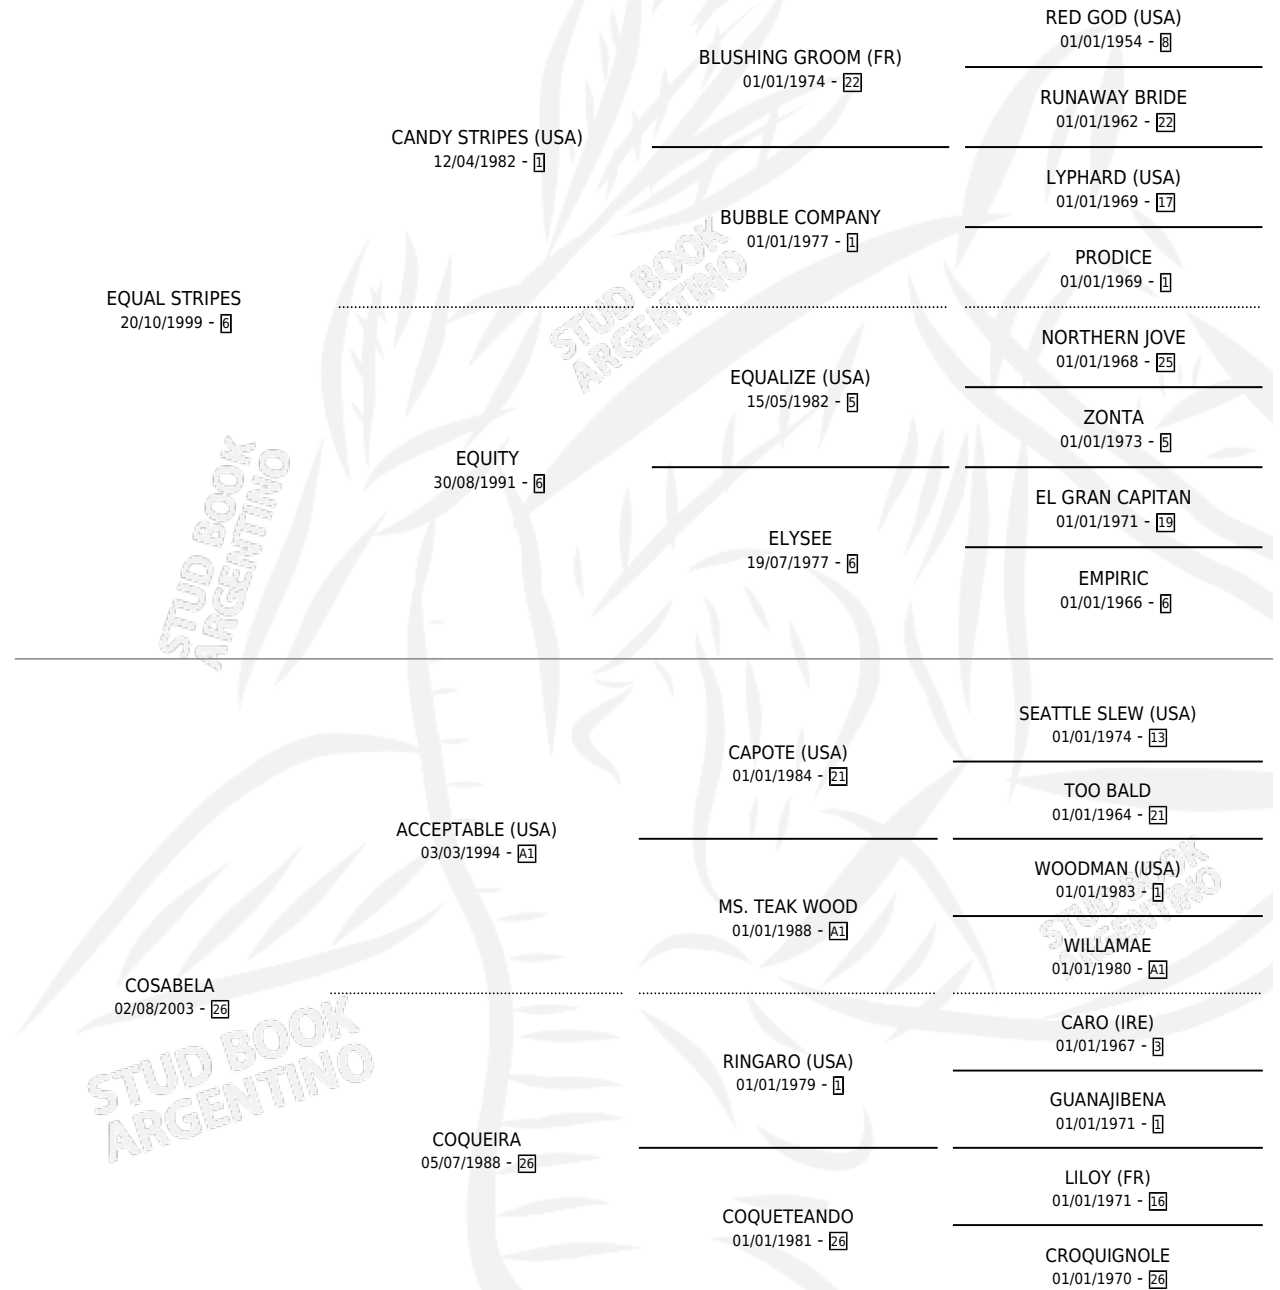 RED GOD (USA)
01/01/1954 - 8
BLUSHING GROOM (FR)
01/01/1974 - 22
RUNAWAY BRIDE
01/01/1962 - 22
CANDY STRIPES (USA)
12/04/1982 - 1
LYPHARD (USA)
01/01/1969 - 17
BUBBLE COMPANY
01/01/1977 - 1
PRODICE
01/01/1969 - 1
EQUAL STRIPES
20/10/1999 - 6
NORTHERN JOVE
01/01/1968 - 25
EQUALIZE (USA)
15/05/1982 - 5
ZONTA
01/01/1973 - 5
EQUITY
30/08/1991 - 6
EL GRAN CAPITAN
01/01/1971 - 19
ELYSEE
19/07/1977 - 6
EMPIRIC
01/01/1966 - 6
STUD BOOK
ARGENTINO
STUD BOOK
ARGENTINO
SEATTLE SLEW (USA)
01/01/1974 - 13
CAPOTE (USA)
01/01/1984 - 21
TOO BALD
01/01/1964 - 21
ACCEPTABLE (USA)
03/03/1994 - A1
WOODMAN (USA)
01/01/1983 - 1
MS. TEAK WOOD
01/01/1988 - A1
WILLAMAE
01/01/1980 - A1
COSABELA
02/08/2003 - 26
CARO (IRE)
01/01/1967 - 3
RINGARO (USA)
01/01/1979 - 1
GUANAJIBENA
01/01/1971 - 1
COQUEIRA
05/07/1988 - 26
LILOY (FR)
01/01/1971 - 16
COQUETEANDO
01/01/1981 - 26
CROQUIGNOLE
01/01/1970 - 26
STUD BOOK
ARGENTINO
STUD BOOK
ARGENTINO